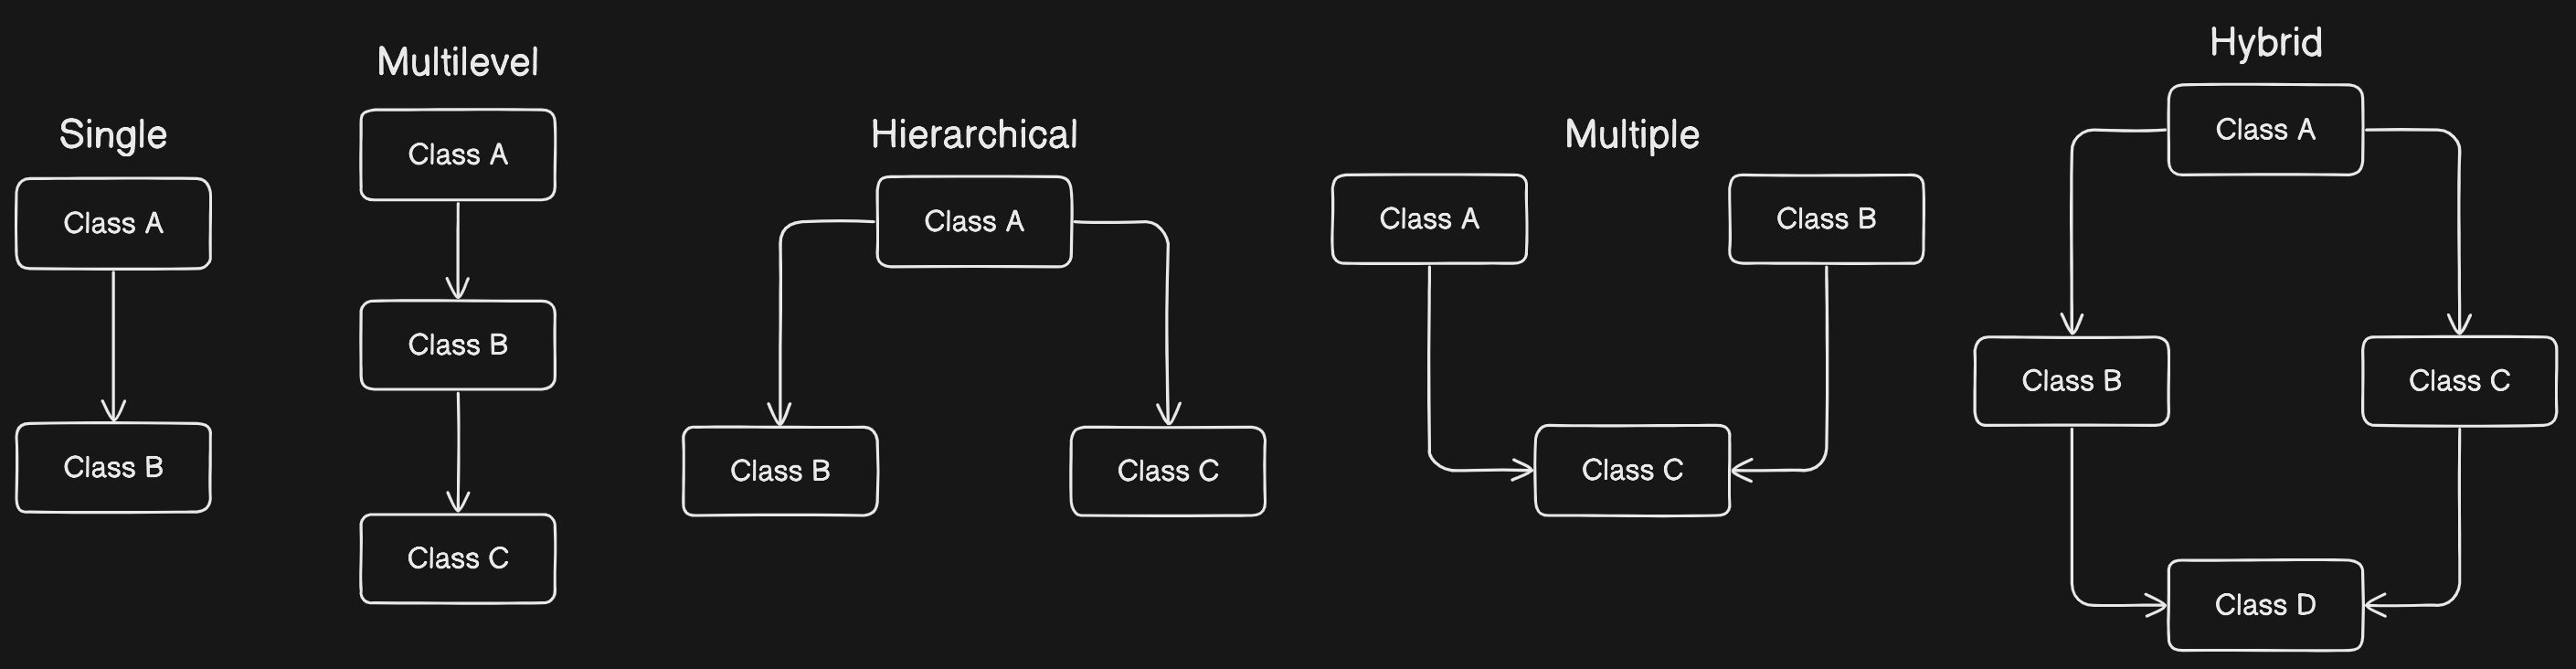 Single
Class A
Class B
Multilevel
Class A
Class B
Class C
Hierarchical
Class A
Class B
Class C
Multiple
Class A
Class B
Class C
Hybrid
Class A
Class B
Class C
Class D